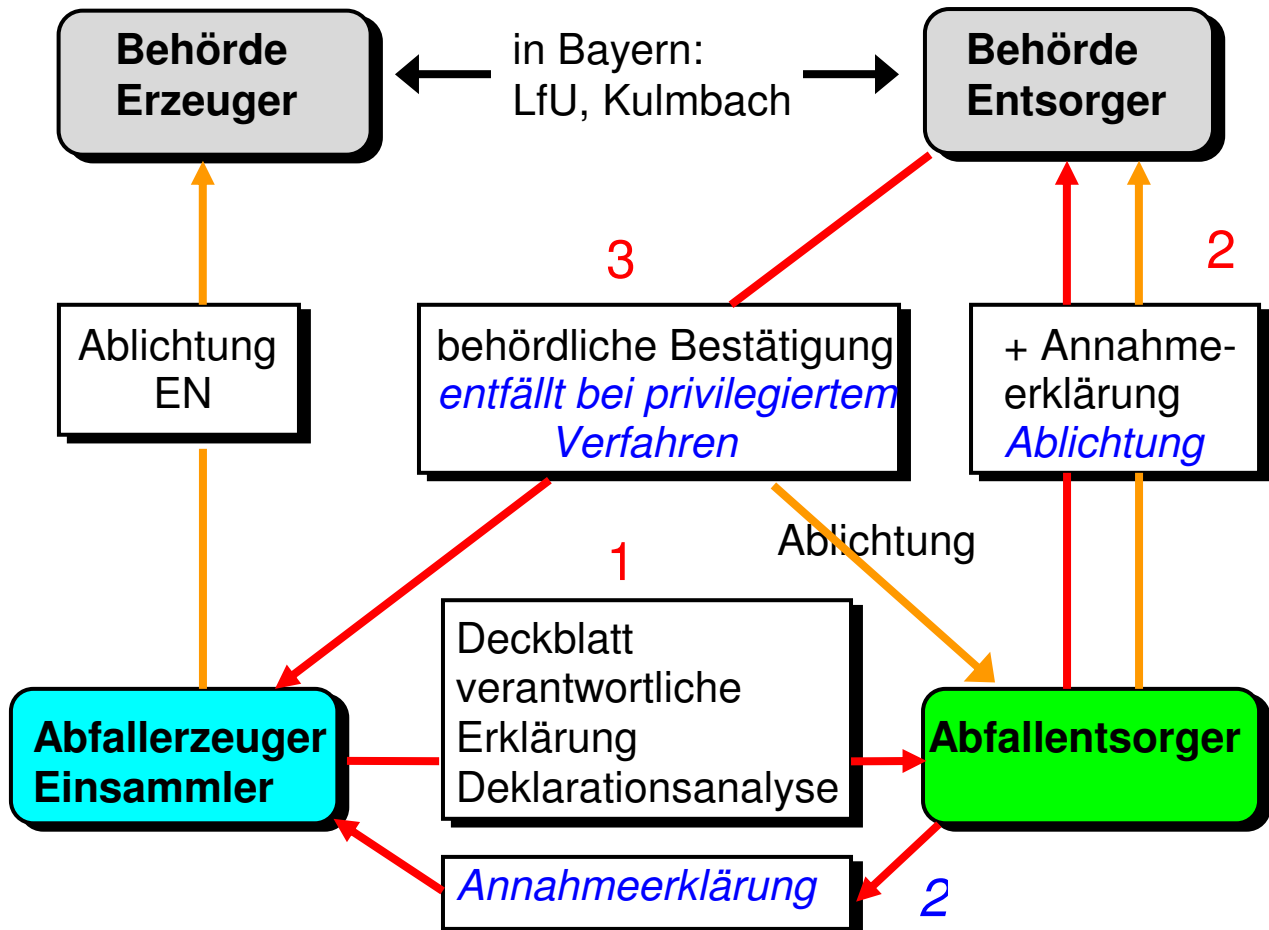 Behörde
Erzeuger
in Bayern:
LfU, Kulmbach
Behörde
Entsorger
3
2
Ablichtung
EN
behördliche Bestätigung
entfällt bei privilegiertem
Verfahren
+ Annahme-
erklärung
Ablichtung
Ablichtung
1
Deckblatt
verantwortliche
Erklärung
Deklarationsanalyse
Abfallerzeuger
Einsammler
Abfallentsorger
Annahmeerklärung
2